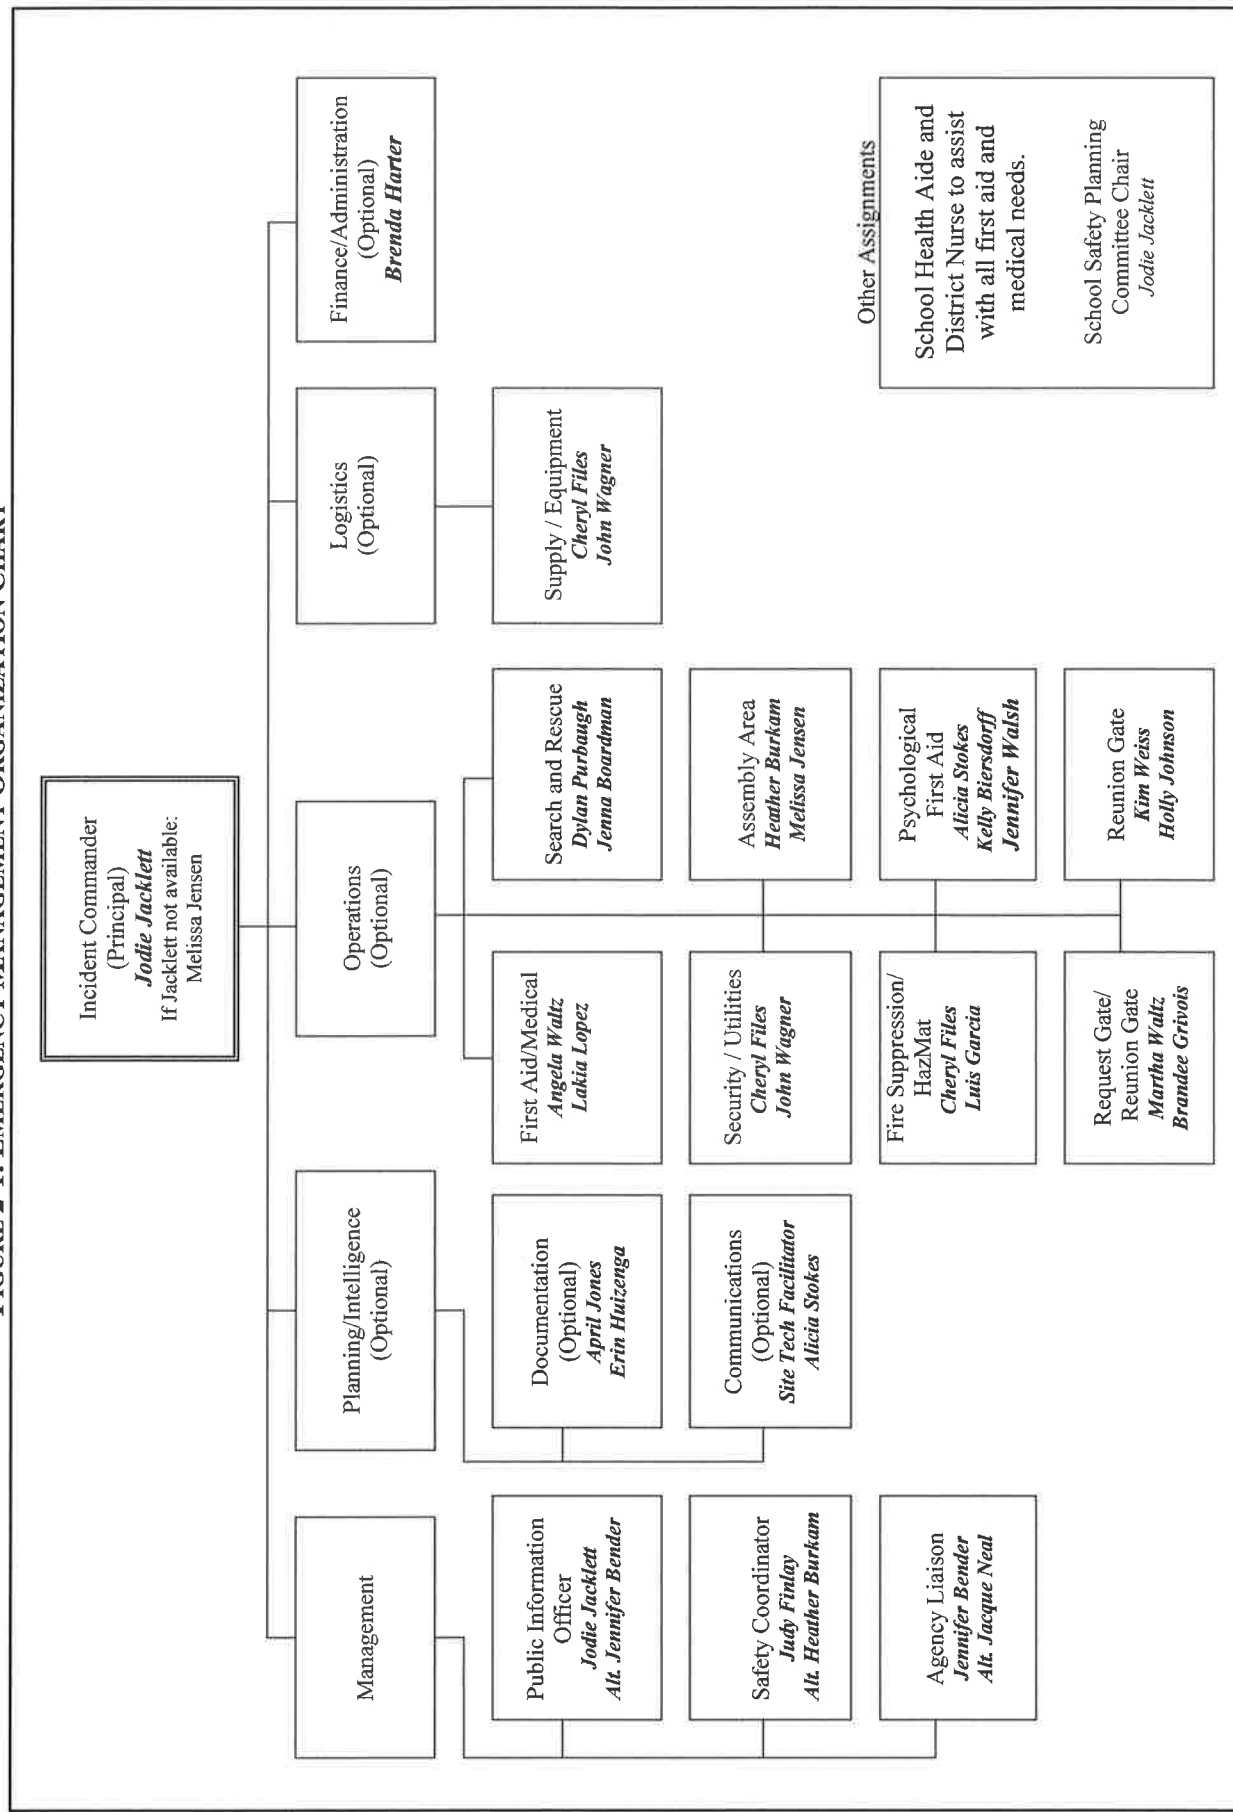 FIGURE 2-1: EMERGENCY MANAGEMENT ORGANIZATION CHART
Incident Commander
(Principal)
Jodie Jacklett
If Jacklett not available:
Melissa Jensen
Management
Planning/Intelligence
(Optional)
Operations
(Optional)
Logistics
(Optional)
Finance/Administration
(Optional)
Brenda Harter
Public Information
Officer
Jodie Jacklett
Alt. Jennifer Bender
Safety Coordinator
Judy Finlay
Alt. Heather Burkam
Agency Liaison
Jennifer Bender
Alt. Jacque Neal
Documentation
(Optional)
April Jones
Erin Huizenga
Communications
(Optional)
Site Tech Facilitator
Alicia Stokes
First Aid/Medical
Angela Waltz
Lakia Lopez
Search and Rescue
Dylan Purbaugh
Jenna Boardman
Security / Utilities
Cheryl Files
John Wagner
Assembly Area
Heather Burkam
Melissa Jensen
Fire Suppression/
HazMat
Cheryl Files
Luis Garcia
Psychological
First Aid
Alicia Stokes
Kelly Biersdorff
Jennifer Walsh
Request Gate/
Reunion Gate
Martha Waltz
Brandee Grivois
Reunion Gate
Kim Weiss
Holly Johnson
Supply / Equipment
Cheryl Files
John Wagner
Other Assignments
School Health Aide and
District Nurse to assist
with all first aid and
medical needs.
School Safety Planning
Committee Chair
Jodie Jacklett